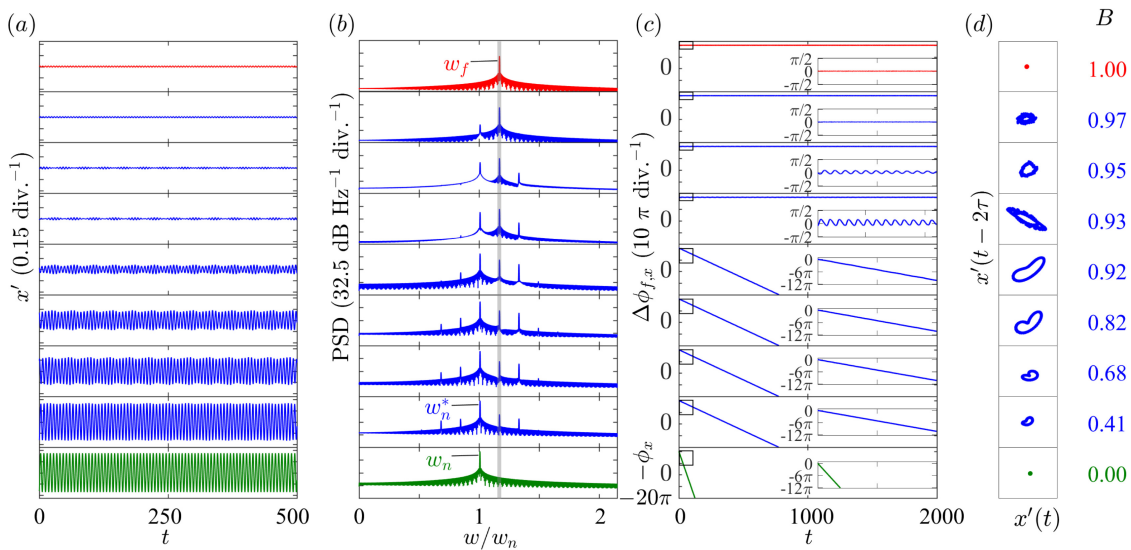 (a) (b) (c) (d) B
x′ (0.15 div.⁻¹)
0 250 500
t
PSD (32.5 dB Hz⁻¹ div.⁻¹)
w_f
w_n^*
w_n
0 1 2
w/w_n
Δϕ_{f,x} (10 π div.⁻¹)
0
π/2
0
-π/2
0
π/2
0
-π/2
0
π/2
0
-π/2
0
π/2
0
-π/2
0
0
-6π
-12π
0
0
-6π
-12π
0
0
-6π
-12π
0
0
-6π
-12π
-ϕ_x
−20π
0
-6π
-12π
0 1000 2000
t
x′(t − 2τ)
x′(t)
1.00
0.97
0.95
0.93
0.92
0.82
0.68
0.41
0.00